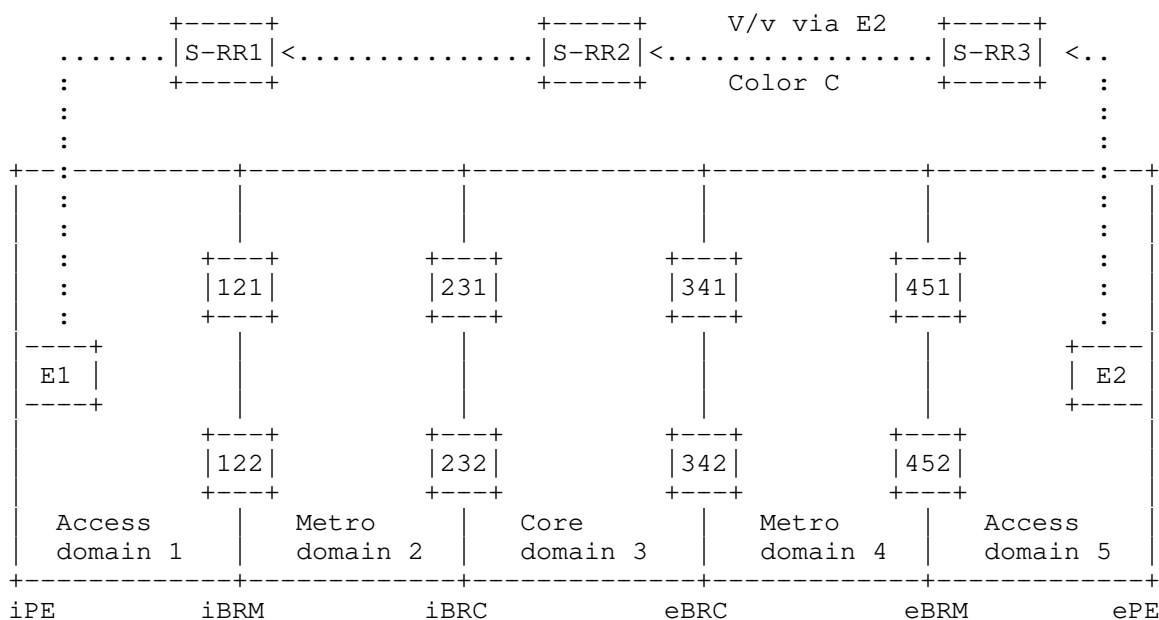 V/v via E2
S-RR1 S-RR2 S-RR3
Color C
121 231 341 451
E1 E2
122 232 342 452
Access Metro Core Metro Access
domain 1 domain 2 domain 3 domain 4 domain 5
iPE iBRM iBRC eBRC eBRM ePE